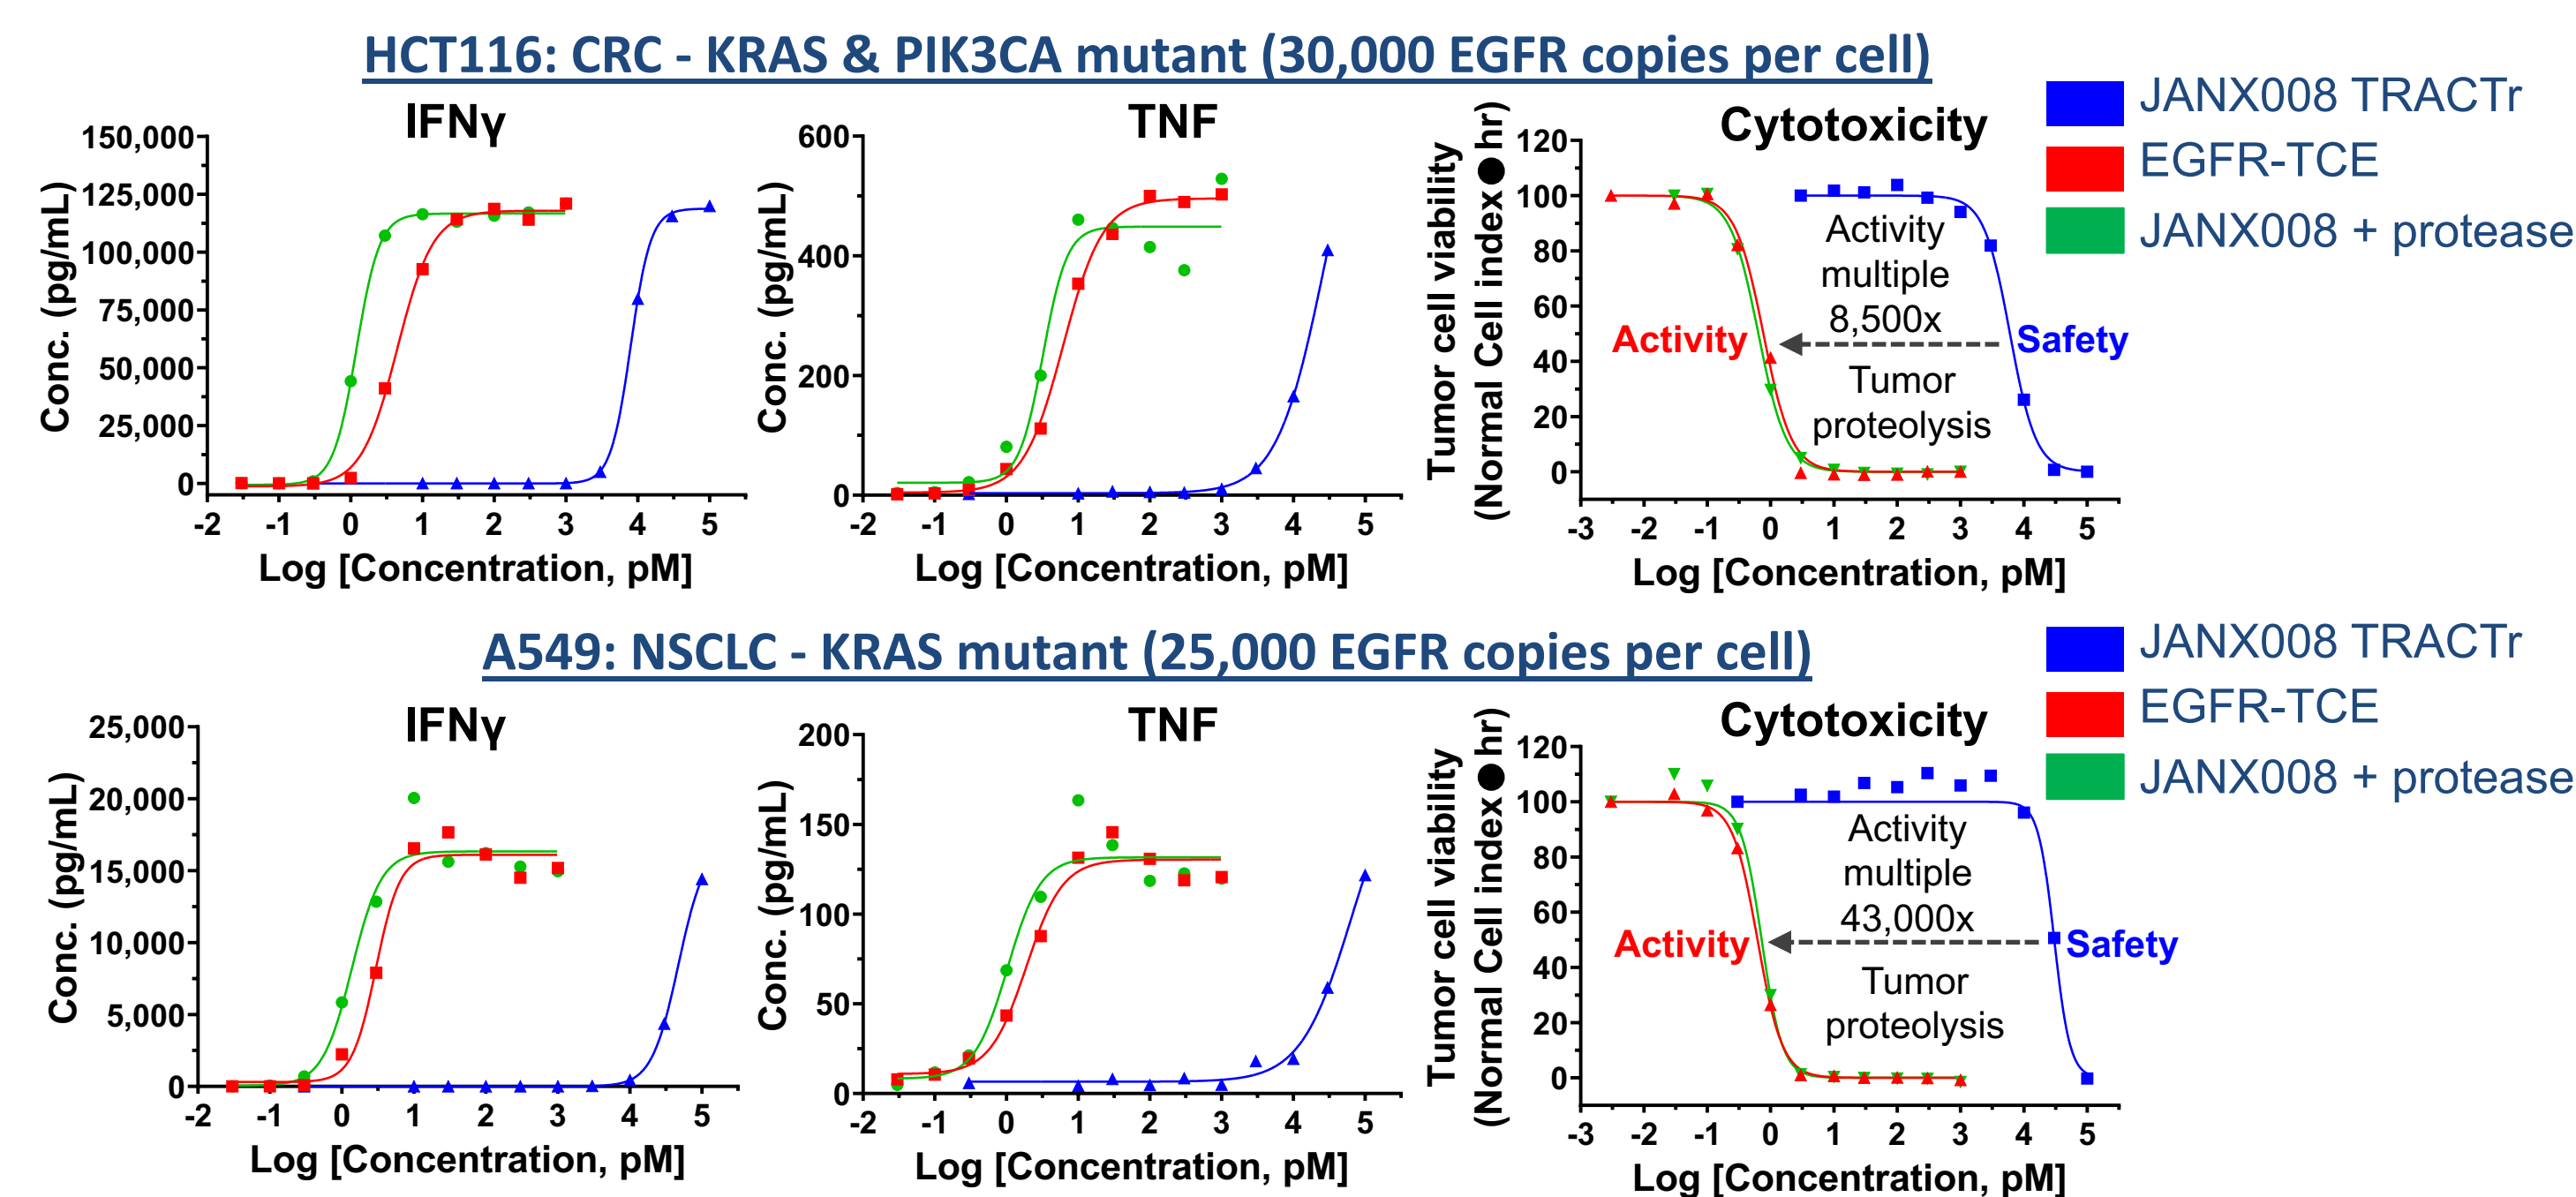 HCT116: CRC - KRAS & PIK3CA mutant (30,000 EGFR copies per cell)
JANX008 TRACTr
EGFR-TCE
JANX008 + protease
IFNγ
Conc. (pg/mL)
150,000
125,000
100,000
75,000
50,000
25,000
0
-2 -1 0 1 2 3 4 5
Log [Concentration, pM]
TNF
Conc. (pg/mL)
600
400
200
0
-2 -1 0 1 2 3 4 5
Log [Concentration, pM]
Cytotoxicity
Tumor cell viability
(Normal Cell index●hr)
120
100
80
60
40
20
0
Activity
multiple
8,500x
Activity
Safety
Tumor
proteolysis
-3 -2 -1 0 1 2 3 4 5
Log [Concentration, pM]
A549: NSCLC - KRAS mutant (25,000 EGFR copies per cell)
JANX008 TRACTr
EGFR-TCE
JANX008 + protease
IFNγ
Conc. (pg/mL)
25,000
20,000
15,000
10,000
5,000
0
-2 -1 0 1 2 3 4 5
Log [Concentration, pM]
TNF
Conc. (pg/mL)
200
150
100
50
0
-2 -1 0 1 2 3 4 5
Log [Concentration, pM]
Cytotoxicity
Tumor cell viability
(Normal Cell index●hr)
120
100
80
60
40
20
0
Activity
multiple
43,000x
Activity
Safety
Tumor
proteolysis
-3 -2 -1 0 1 2 3 4 5
Log [Concentration, pM]